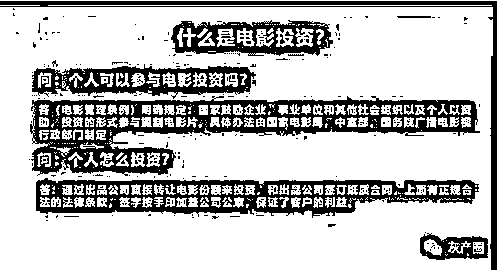 什么是电影投资?
问：个人可以参与电影投资吗?
答《电影管理条例》明确规定：国家鼓励企业，事业单位和其他社会组织以及个人以资
助、投资的形式参与摄制电影片，具体办法由国家电影局，中宣部、国务院广播电影视
行政部门制定
问：个人怎么投资?
答：通过出品公司直接转让电影份额来投资，和出品公司签订纸质合同，上面有正规合
法的法律条款，签字按手印加盖公司公章，保证了客户的利益。
灰产圈